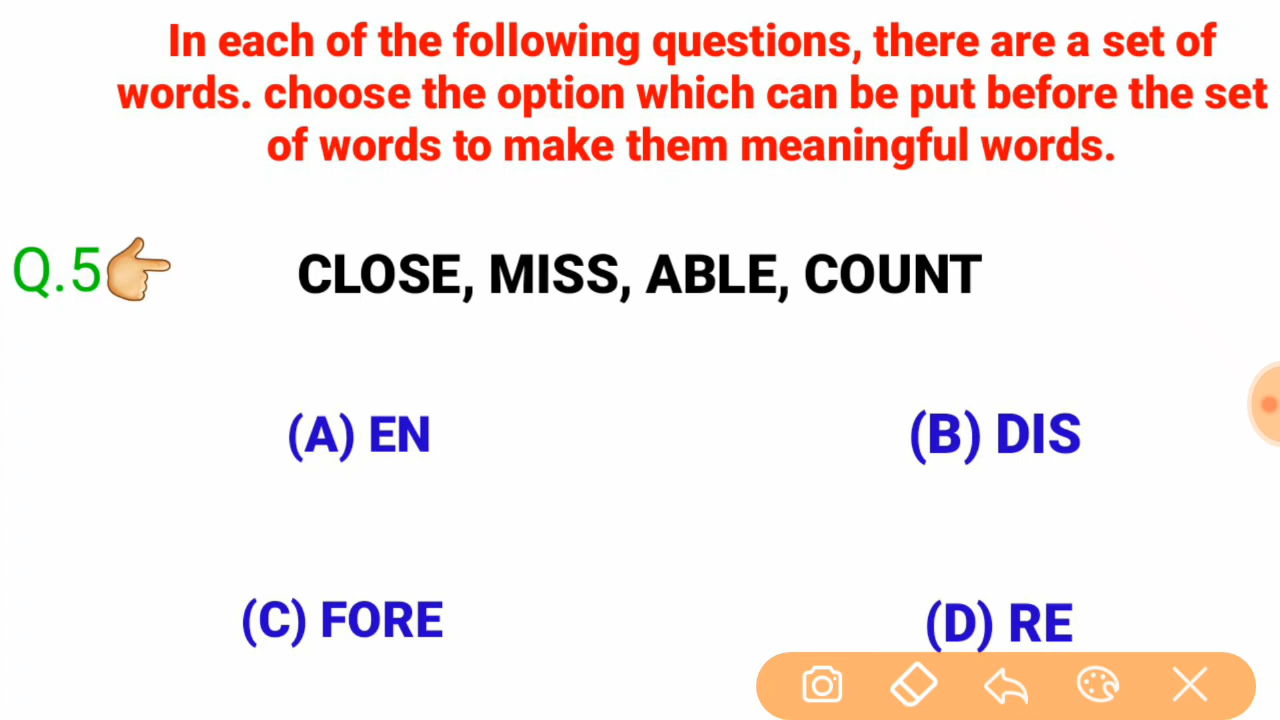 In each of the following questions, there are a set of
words. choose the option which can be put before the set
of words to make them meaningful words.
Q.5 CLOSE, MISS, ABLE, COUNT
(A) EN (B) DIS
(C) FORE (D) RE